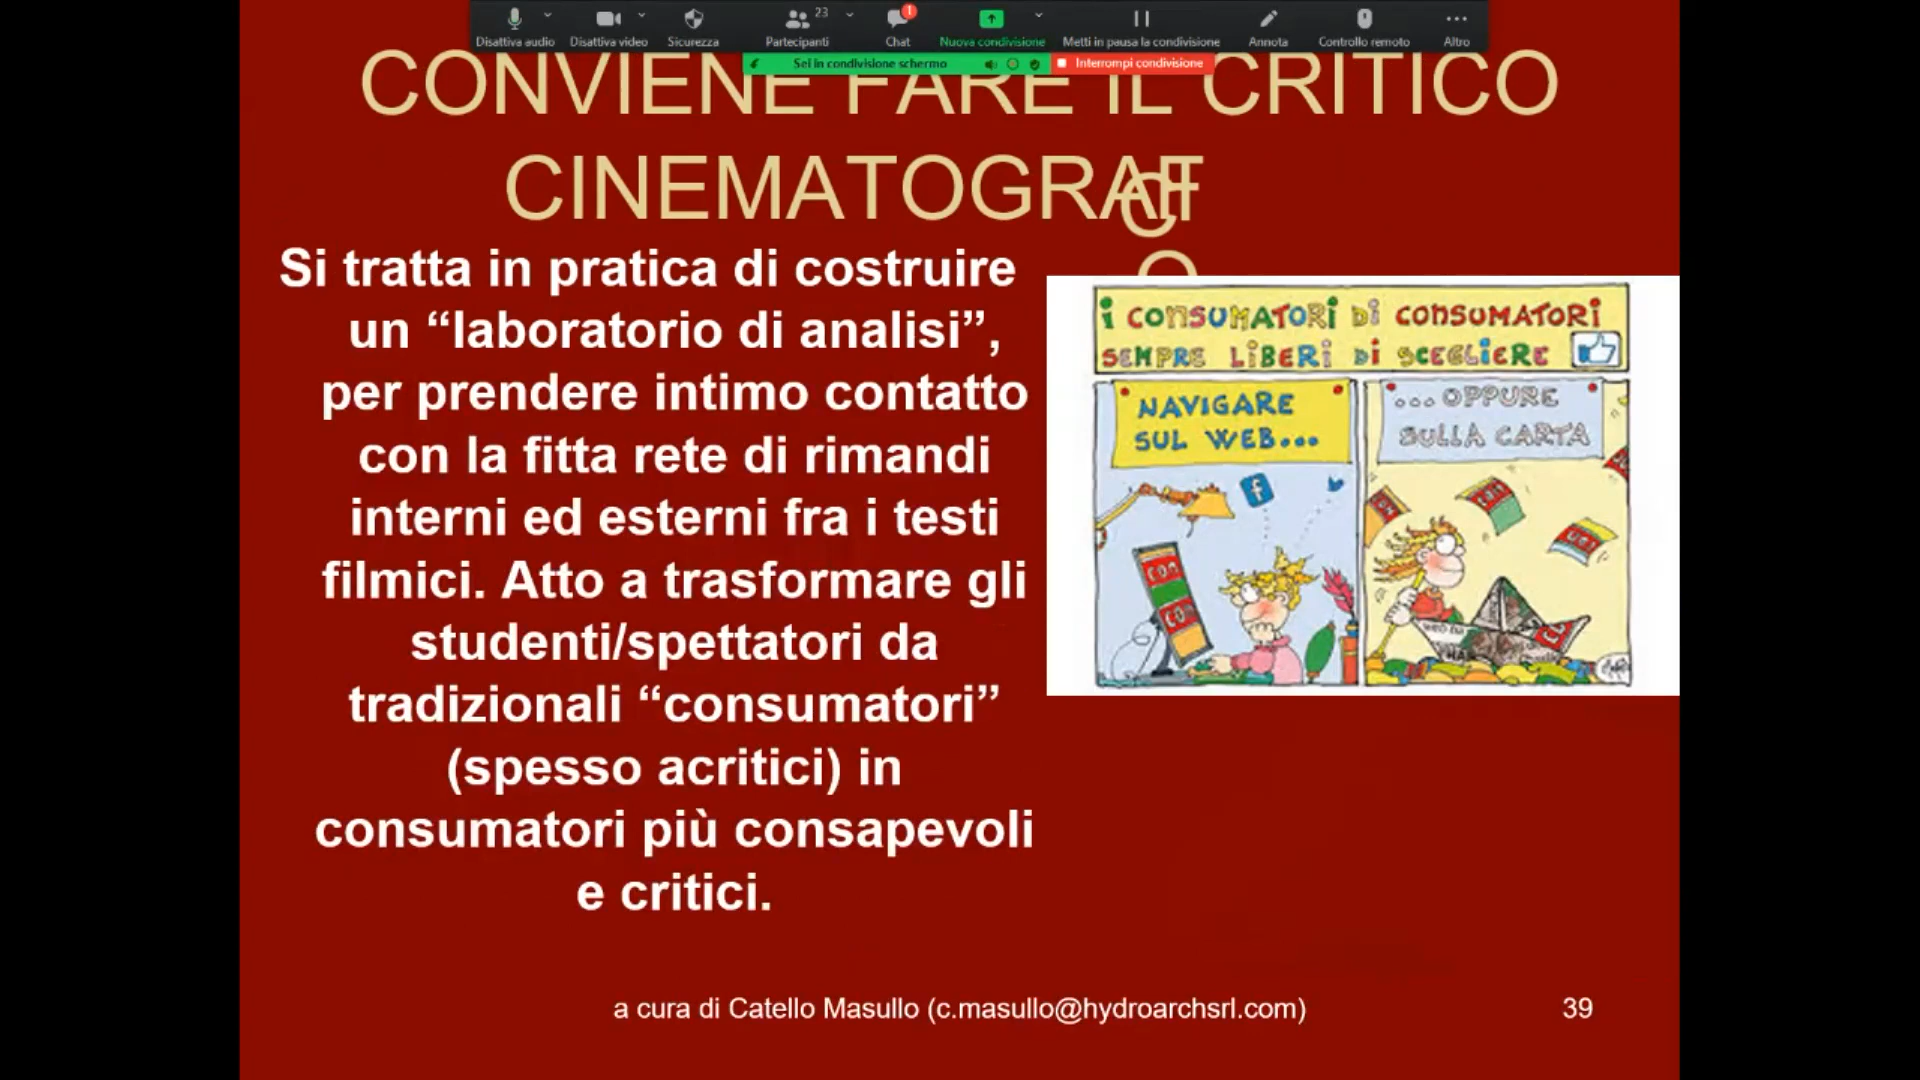 Disattiva audio
Disattiva video
Sicurezza
23
Partecipanti
1
Chat
Nuova condivisione
Metti in pausa la condivisione
Annota
Controllo remoto
Altro
Sei in condivisione schermo
Interrompi condivisione
CONVIENE FARE IL CRITICO
CINEMATOGRAFI
C
O
Si tratta in pratica di costruire
un “laboratorio di analisi”,
per prendere intimo contatto
con la fitta rete di rimandi
interni ed esterni fra i testi
filmici. Atto a trasformare gli
studenti/spettatori da
tradizionali “consumatori”
(spesso acritici) in
consumatori più consapevoli
e critici.
i CONSUMATORi Di CONSUMATORi
SEMPRE LiBERi Di SCEGLiERE
NAVIGARE
SUL WEB...
...OPPURE
SULLA CARTA
f
CON
CON
a cura di Catello Masullo (c.masullo@hydroarchsrl.com)
39